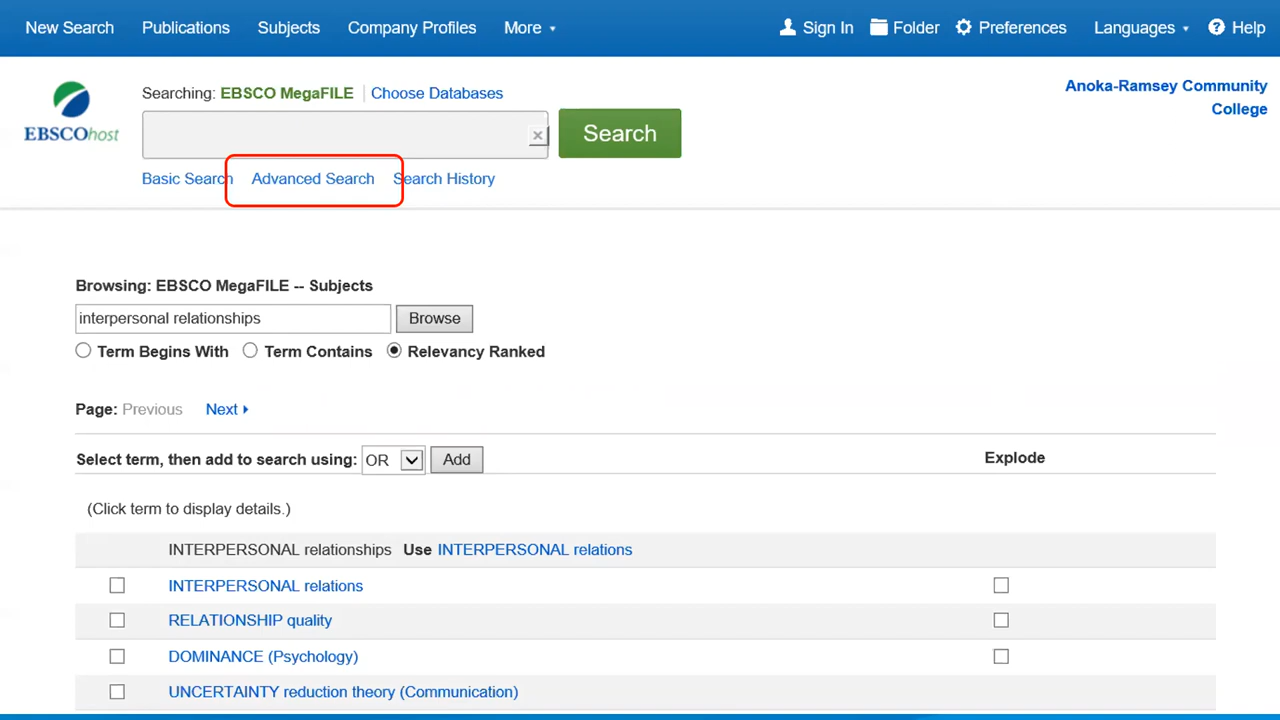 New Search Publications Subjects Company Profiles More Sign In Folder Preferences Languages ? Help
Searching: EBSCO MegaFILE Choose Databases
Anoka-Ramsey Community
College
EBSCOhost
Search
Basic Search Advanced Search Search History
Browsing: EBSCO MegaFILE -- Subjects
interpersonal relationships Browse
Term Begins With Term Contains Relevancy Ranked
Page: Previous Next
Select term, then add to search using: OR Add Explode
(Click term to display details.)
INTERPERSONAL relationships Use INTERPERSONAL relations
INTERPERSONAL relations
RELATIONSHIP quality
DOMINANCE (Psychology)
UNCERTAINTY reduction theory (Communication)